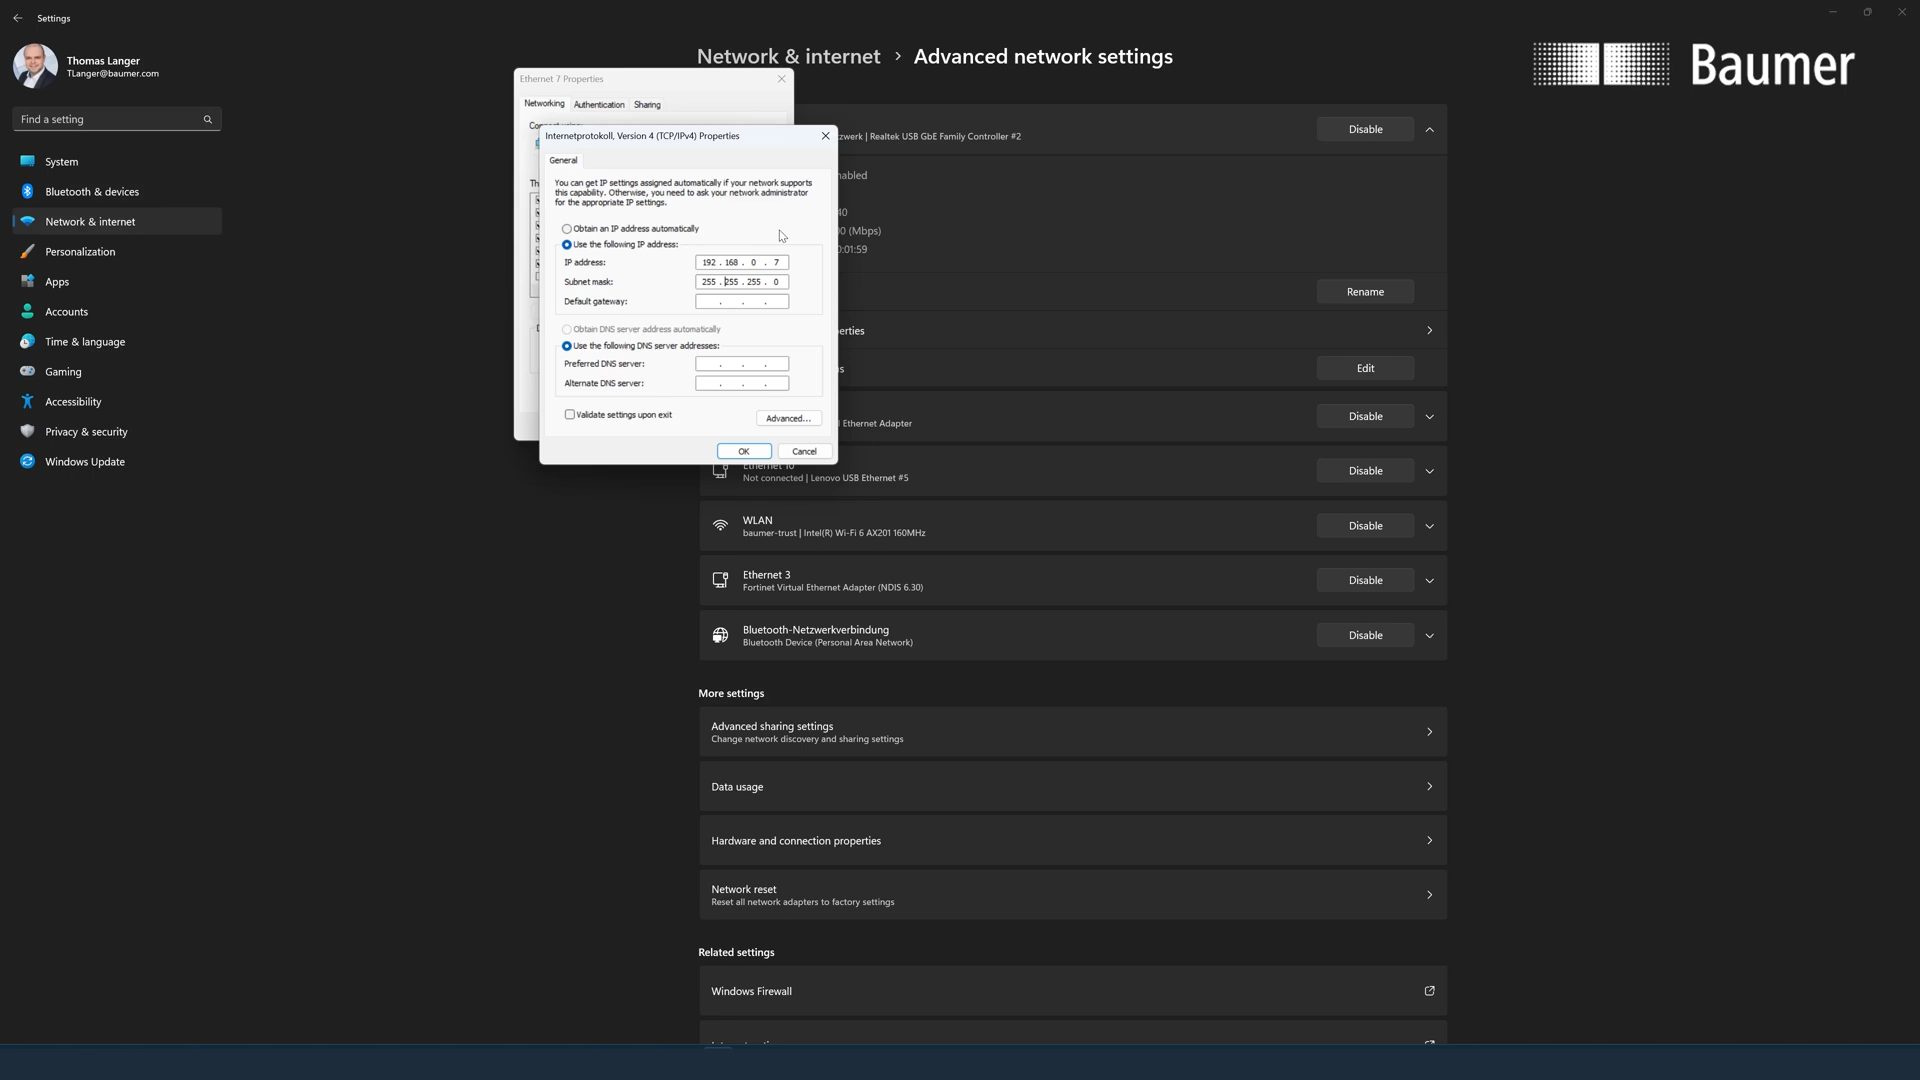 Settings
Thomas Langer
TLanger@baumer.com
Find a setting
System
Bluetooth & devices
Network & internet
Personalization
Apps
Accounts
Time & language
Gaming
Accessibility
Privacy & security
Windows Update
Network & internet › Advanced network settings
Baumer
Ethernet 7 Properties
Networking Authentication Sharing
Internetprotokoll, Version 4 (TCP/IPv4) Properties
General
You can get IP settings assigned automatically if your network supports
this capability. Otherwise, you need to ask your network administrator
for the appropriate IP settings.
Obtain an IP address automatically
Use the following IP address:
IP address: 192 . 168 . 0 . 7
Subnet mask: 255 . 255 . 255 . 0
Default gateway: . . .
Obtain DNS server address automatically
Use the following DNS server addresses:
Preferred DNS server: . . .
Alternate DNS server: . . .
Validate settings upon exit
Advanced...
OK Cancel
| Realtek USB GbE Family Controller #2
Disable
(Mbps)
:01:59
Rename
Edit
Ethernet Adapter
Disable
Ethernet 10
Not connected | Lenovo USB Ethernet #5
Disable
WLAN
baumer-trust | Intel(R) Wi-Fi 6 AX201 160MHz
Disable
Ethernet 3
Fortinet Virtual Ethernet Adapter (NDIS 6.30)
Disable
Bluetooth-Netzwerkverbindung
Bluetooth Device (Personal Area Network)
Disable
More settings
Advanced sharing settings
Change network discovery and sharing settings
Data usage
Hardware and connection properties
Network reset
Reset all network adapters to factory settings
Related settings
Windows Firewall